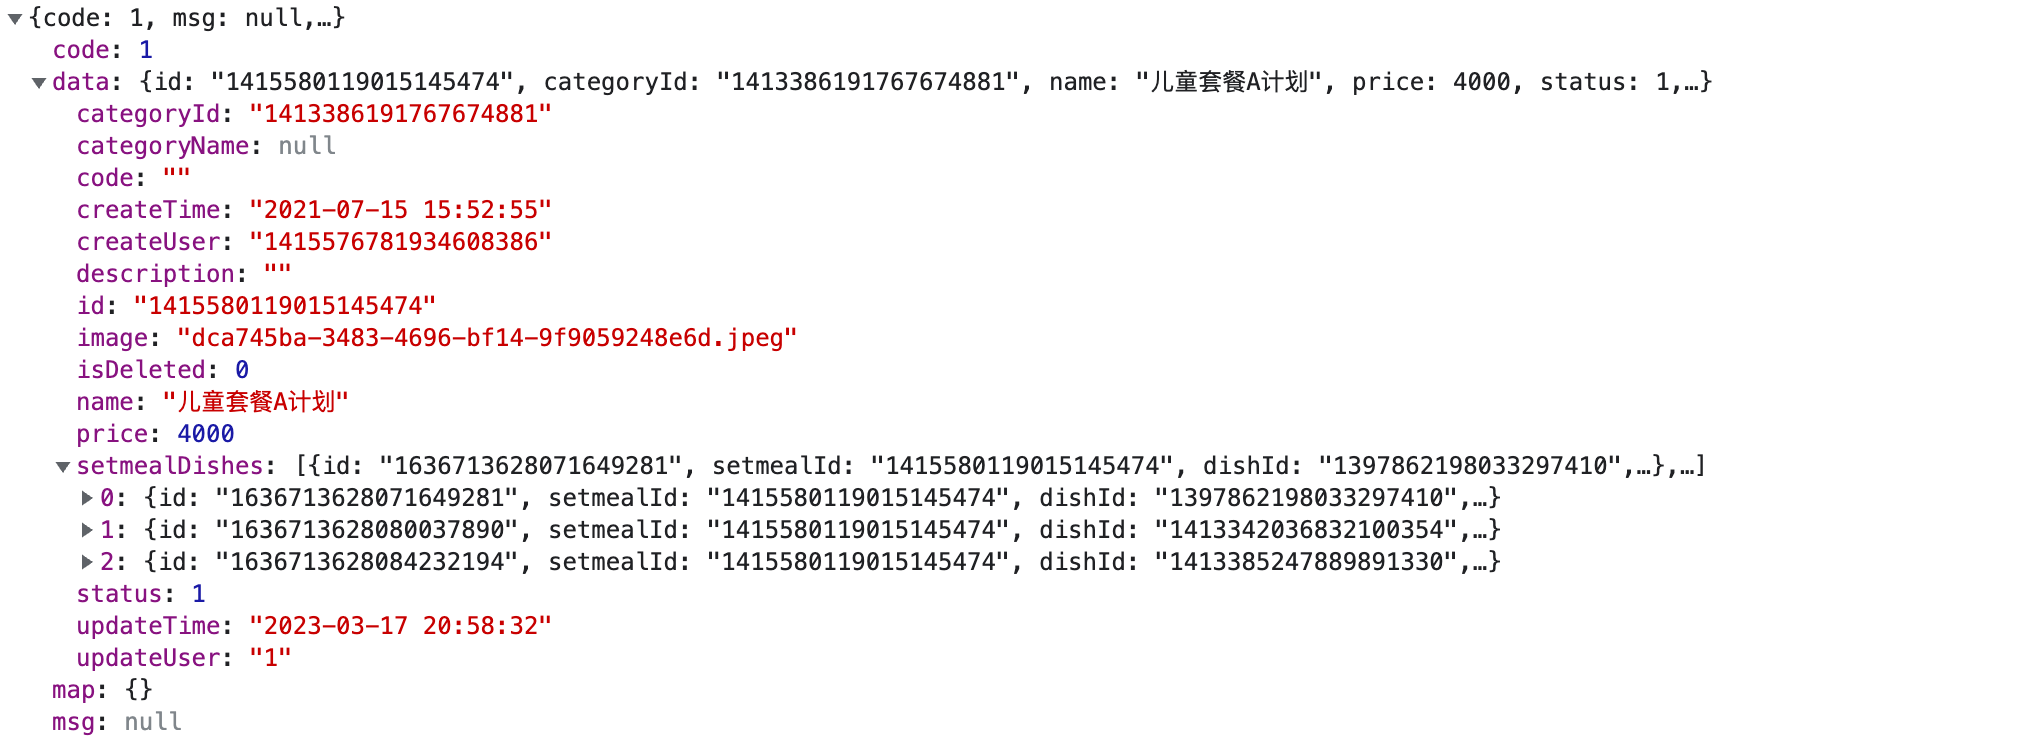 ▼{code: 1, msg: null,…}
code: 1
▼data: {id: "1415580119015145474", categoryId: "1413386191767674881", name: "儿童套餐A计划", price: 4000, status: 1,…}
categoryId: "1413386191767674881"
categoryName: null
code: ""
createTime: "2021-07-15 15:52:55"
createUser: "1415576781934608386"
description: ""
id: "1415580119015145474"
image: "dca745ba-3483-4696-bf14-9f9059248e6d.jpeg"
isDeleted: 0
name: "儿童套餐A计划"
price: 4000
▼setmealDishes: [{id: "1636713628071649281", setmealId: "1415580119015145474", dishId: "1397862198033297410",…},…]
▶0: {id: "1636713628071649281", setmealId: "1415580119015145474", dishId: "1397862198033297410",…}
▶1: {id: "1636713628080037890", setmealId: "1415580119015145474", dishId: "1413342036832100354",…}
▶2: {id: "1636713628084232194", setmealId: "1415580119015145474", dishId: "1413385247889891330",…}
status: 1
updateTime: "2023-03-17 20:58:32"
updateUser: "1"
map: {}
msg: null